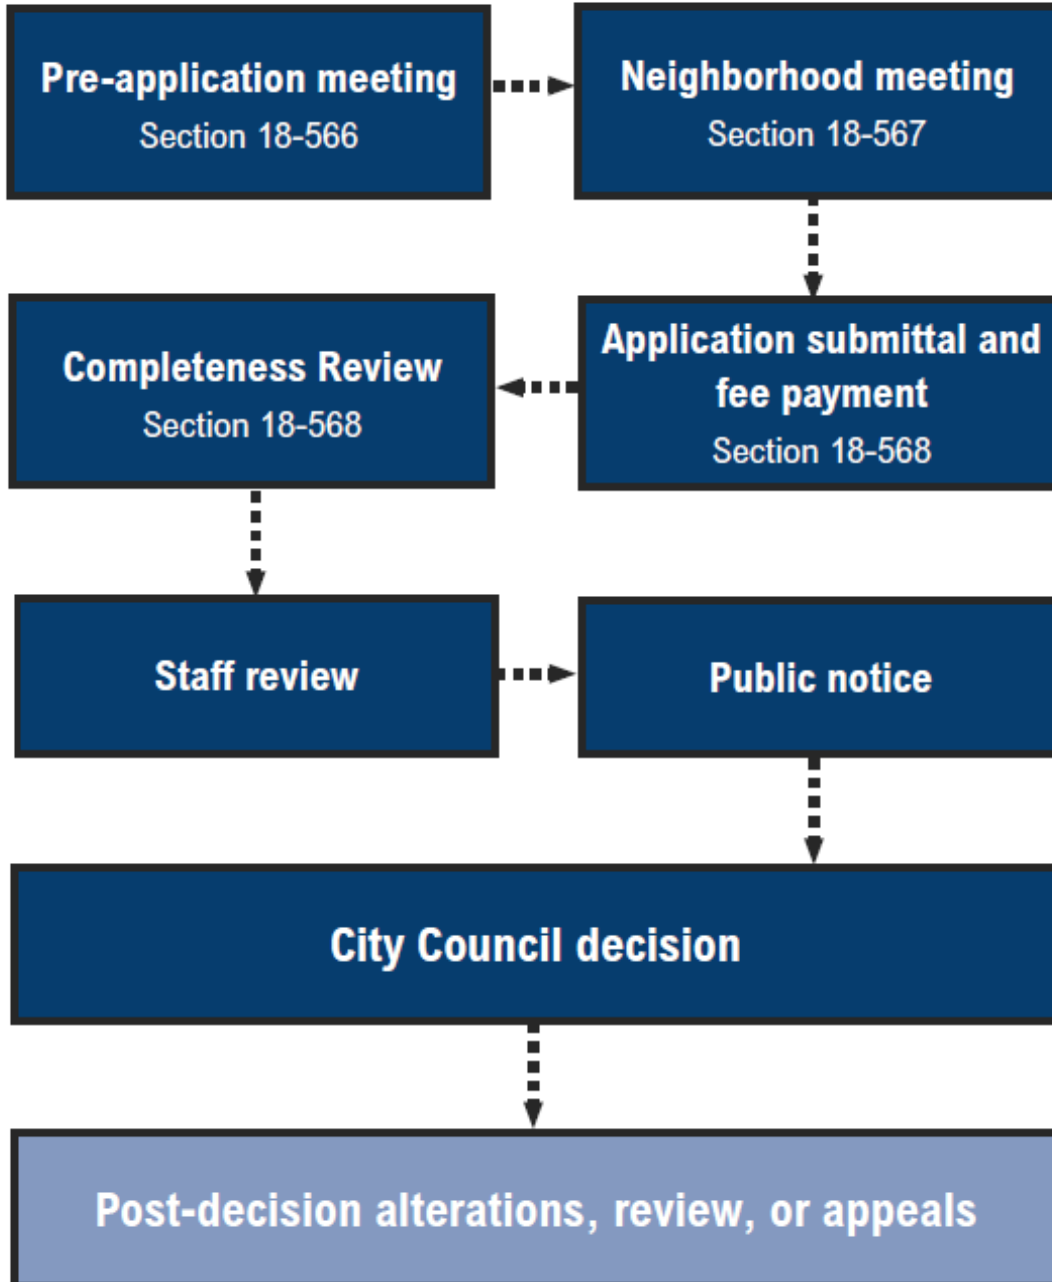 Pre-application meeting
Section 18-566
Neighborhood meeting
Section 18-567
Application submittal and
fee payment
Section 18-568
Completeness Review
Section 18-568
Staff review
Public notice
City Council decision
Post-decision alterations, review, or appeals